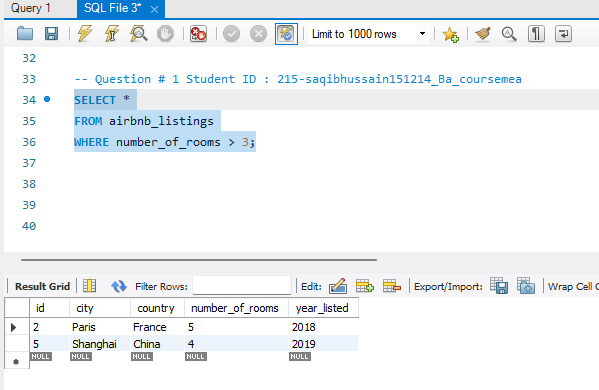 Query 1 SQL File 3*
Limit to 1000 rows
32
33 -- Question # 1 Student ID : 215-saqibhussain151214_Ba_coursemea
34 SELECT *
35 FROM airbnb_listings
36 WHERE number_of_rooms > 3;
37
38
39
40
Result Grid Filter Rows: Edit: Export/Import: Wrap Cell C
id city country number_of_rooms year_listed
2 Paris France 5 2018
5 Shanghai China 4 2019
NULL NULL NULL NULL NULL